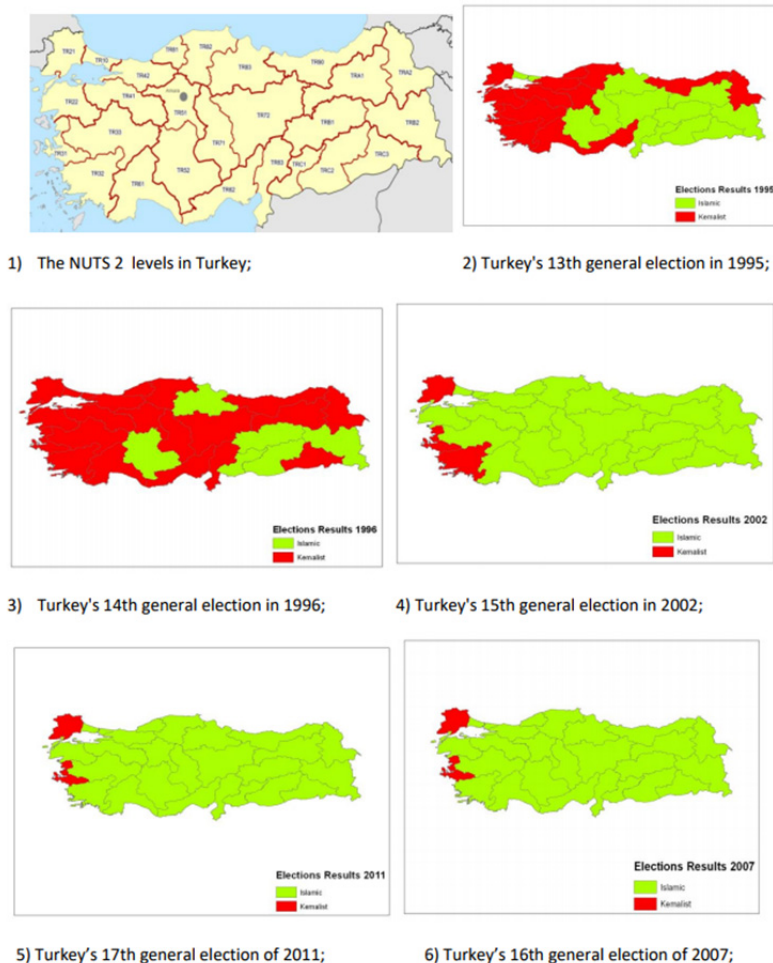 TR21
TR10
TR81
TR82
TR42
TR83
TR90
TRA1
TRA2
TR22
TR41
TR51
TR72
TRB1
TRB2
TR33
TR71
TR31
TR32
TR52
TR61
TR62
TR63
TRC1
TRC2
TRC3
Elections Results 1995
Islamic
Kemalist
1) The NUTS 2 levels in Turkey;
2) Turkey's 13th general election in 1995;
Elections Results 1996
Islamic
Kemalist
Elections Results 2002
Islamic
Kemalist
3) Turkey's 14th general election in 1996;
4) Turkey's 15th general election in 2002;
Elections Results 2011
Islamic
Kemalist
Elections Results 2007
Islamic
Kemalist
5) Turkey’s 17th general election of 2011;
6) Turkey’s 16th general election of 2007;